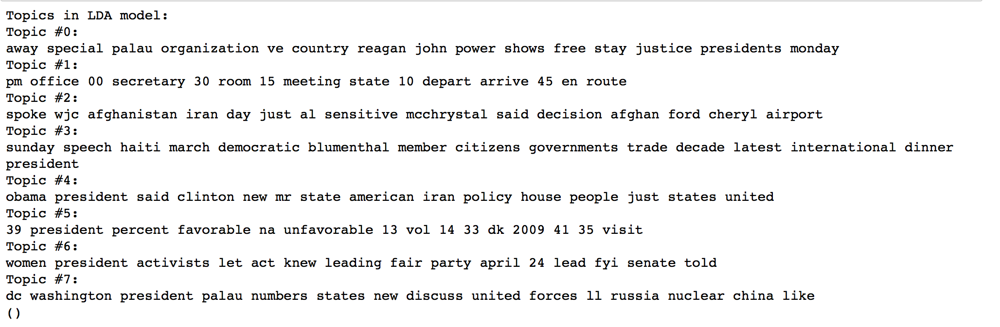 Topics in LDA model:
Topic #0:
away special palau organization ve country reagan john power shows free stay justice presidents monday
Topic #1:
pm office 00 secretary 30 room 15 meeting state 10 depart arrive 45 en route
Topic #2:
spoke wjc afghanistan iran day just al sensitive mcchrystal said decision afghan ford cheryl airport
Topic #3:
sunday speech haiti march democratic blumenthal member citizens governments trade decade latest international dinner
president
Topic #4:
obama president said clinton new mr state american iran policy house people just states united
Topic #5:
39 president percent favorable na unfavorable 13 vol 14 33 dk 2009 41 35 visit
Topic #6:
women president activists let act knew leading fair party april 24 lead fyi senate told
Topic #7:
dc washington president palau numbers states new discuss united forces ll russia nuclear china like
()